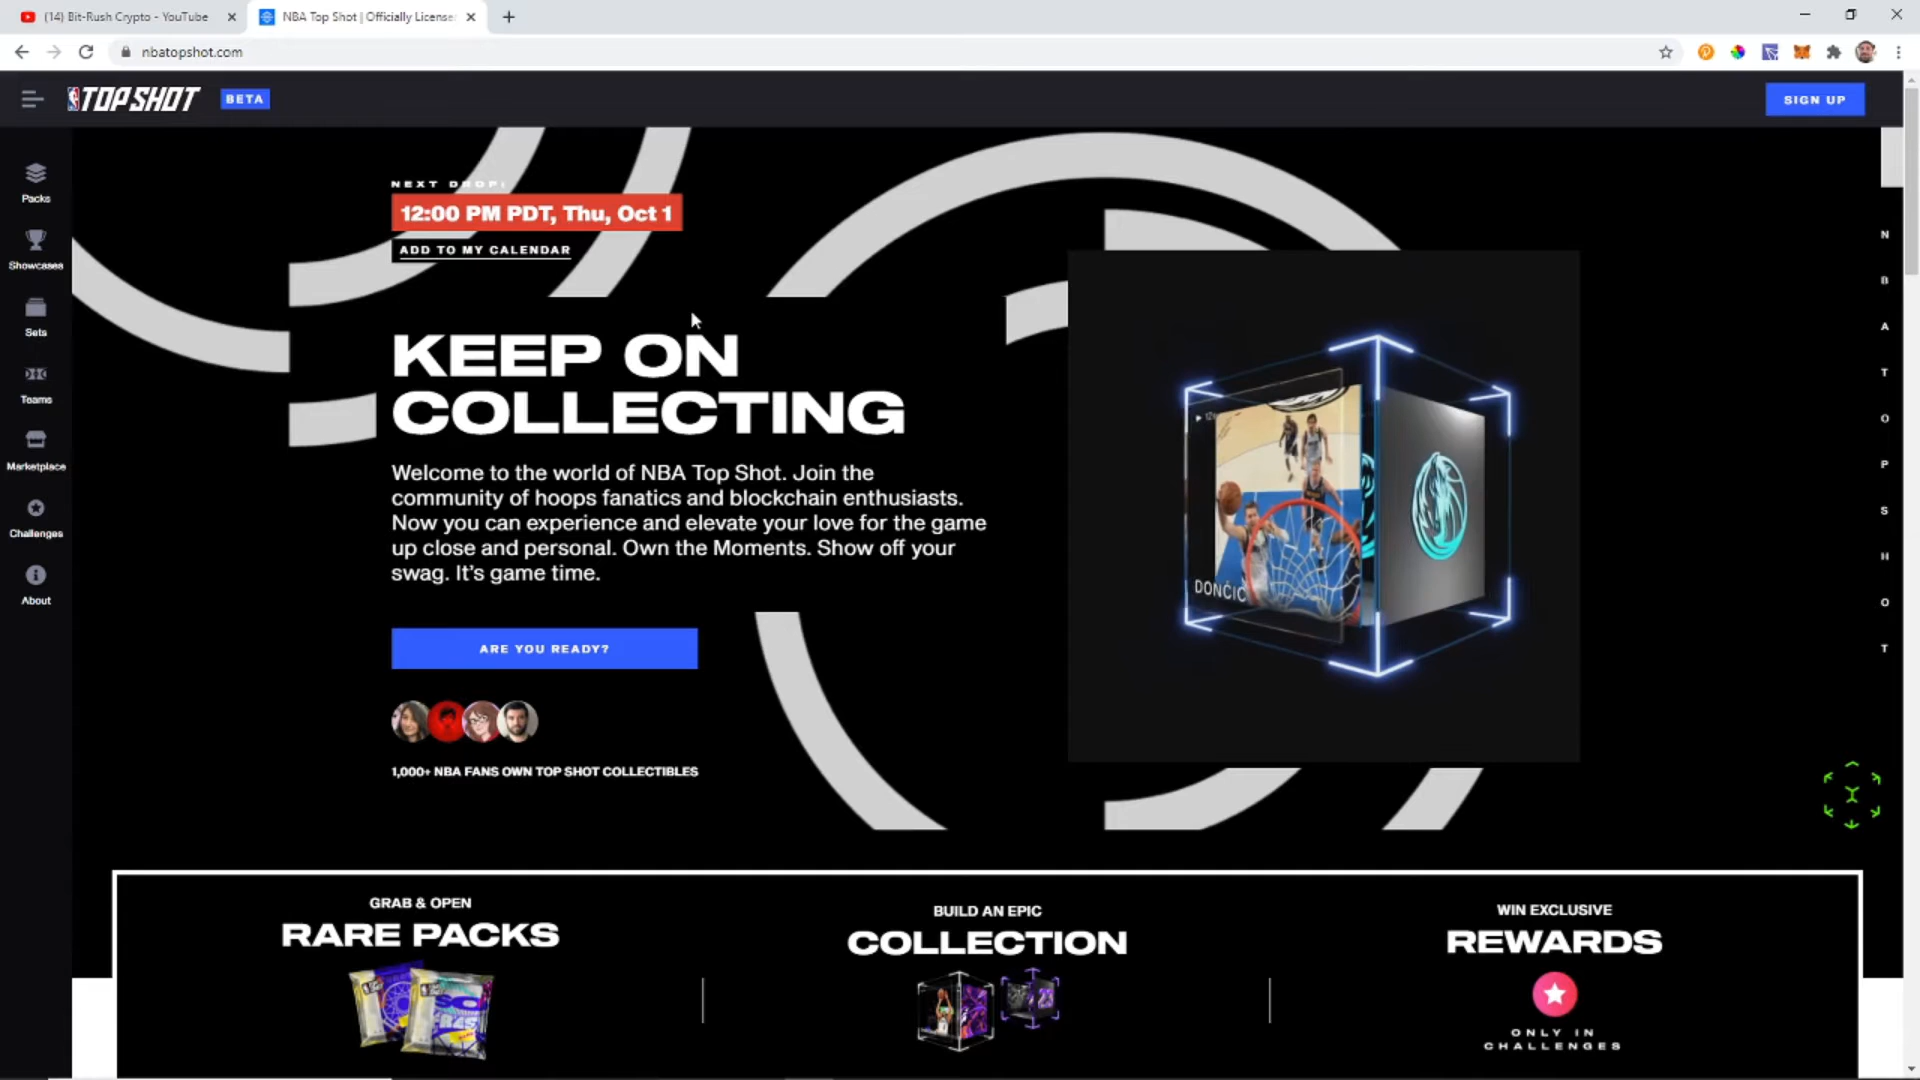 (14) Bit-Rush Crypto - YouTube
NBA Top Shot | Officially License
nbatopshot.com
TOP SHOT
BETA
SIGN UP
Packs
Showcases
Sets
Teams
Marketplace
Challenges
About
NEXT DROP:
12:00 PM PDT, Thu, Oct 1
ADD TO MY CALENDAR
KEEP ON
COLLECTING
Welcome to the world of NBA Top Shot. Join the
community of hoops fanatics and blockchain enthusiasts.
Now you can experience and elevate your love for the game
up close and personal. Own the Moments. Show off your
swag. It's game time.
ARE YOU READY?
1,000+ NBA FANS OWN TOP SHOT COLLECTIBLES
DONČIĆ
N
B
A
T
O
P
S
H
O
T
GRAB & OPEN
RARE PACKS
BUILD AN EPIC
COLLECTION
WIN EXCLUSIVE
REWARDS
ONLY IN
CHALLENGES